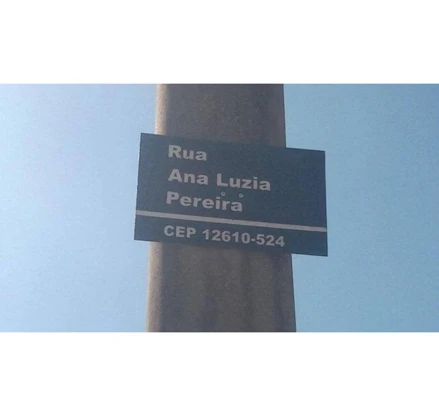 Rua
Ana Luzia
Pereira
CEP 12610-524